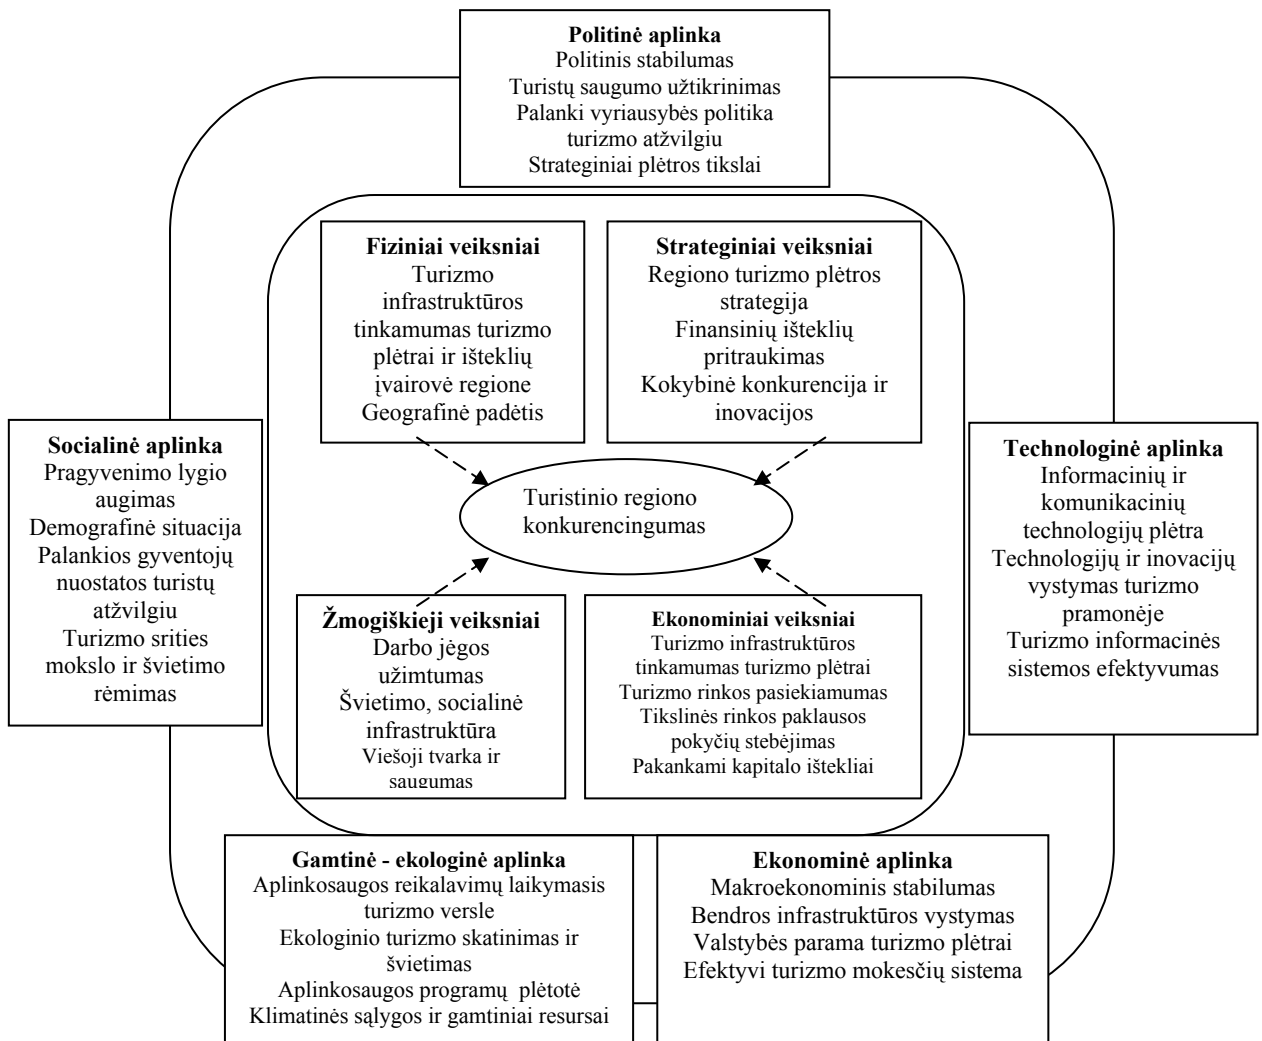 Politinė aplinka
Politinis stabilumas
Turistų saugumo užtikrinimas
Palanki vyriausybės politika
turizmo atžvilgiu
Strateginiai plėtros tikslai
Fiziniai veiksniai
Turizmo
infrastruktūros
tinkamumas turizmo
plėtrai ir išteklių
įvairovė regione
Geografinė padėtis
Strateginiai veiksniai
Regiono turizmo plėtros
strategija
Finansinių išteklių
pritraukimas
Kokybinė konkurencija ir
inovacijos
Socialinė aplinka
Pragyvenimo lygio
augimas
Demografinė situacija
Palankios gyventojų
nuostatos turistų
atžvilgiu
Turizmo srities
mokslo ir švietimo
rėmimas
Turistinio regiono
konkurencingumas
Technologinė aplinka
Informacinių ir
komunikacinių
technologijų plėtra
Technologijų ir inovacijų
vystymas turizmo
pramonėje
Turizmo informacinės
sistemos efektyvumas
Žmogiškieji veiksniai
Darbo jėgos
užimtumas
Švietimo, socialinė
infrastruktūra
Viešoji tvarka ir
saugumas
Ekonominiai veiksniai
Turizmo infrastruktūros
tinkamumas turizmo plėtrai
Turizmo rinkos pasiekiamumas
Tikslinės rinkos paklausos
pokyčių stebėjimas
Pakankami kapitalo ištekliai
Gamtinė - ekologinė aplinka
Aplinkosaugos reikalavimų laikymasis
turizmo versle
Ekologinio turizmo skatinimas ir
švietimas
Aplinkosaugos programų plėtotė
Klimatinės sąlygos ir gamtiniai resursai
Ekonominė aplinka
Makroekonominis stabilumas
Bendros infrastruktūros vystymas
Valstybės parama turizmo plėtrai
Efektyvi turizmo mokesčių sistema